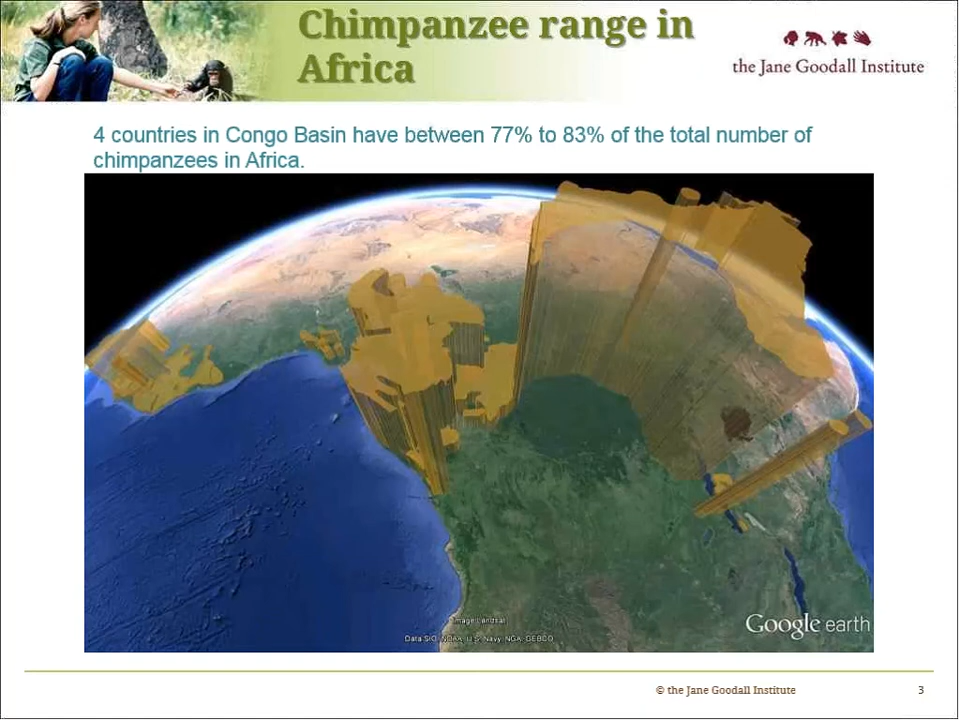 Chimpanzee range in
Africa
the Jane Goodall Institute
4 countries in Congo Basin have between 77% to 83% of the total number of
chimpanzees in Africa.
Image Landsat
Data SIO, NOAA, U.S. Navy, NGA, GEBCO
Google earth
© the Jane Goodall Institute
3